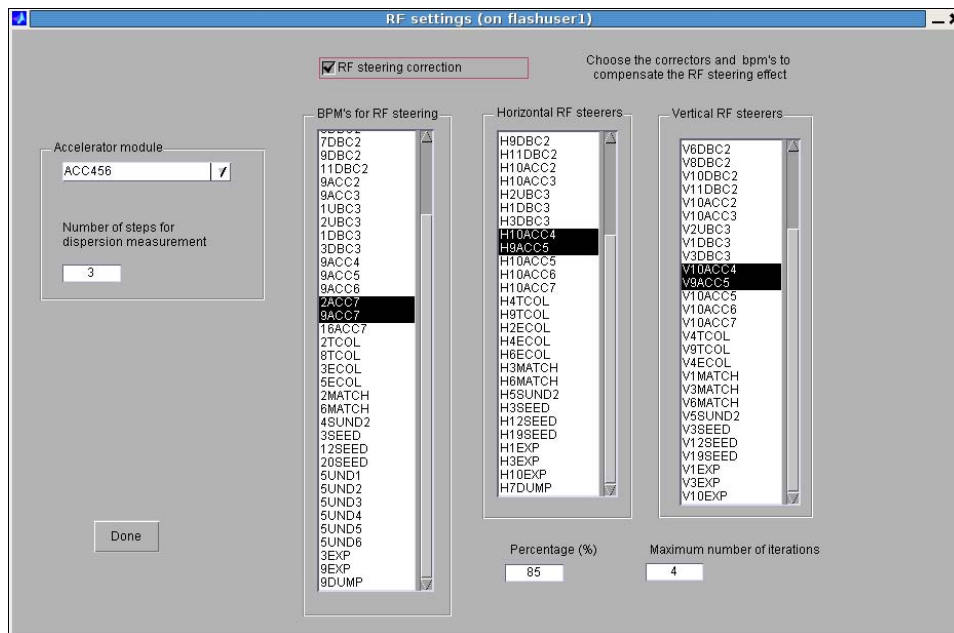 RF settings (on flashuser1)
RF steering correction
Choose the correctors and bpm's to
compensate the RF steering effect
Accelerator module
ACC456
Number of steps for
dispersion measurement
3
Done
BPM's for RF steering
7DBC2
9DBC2
11DBC2
9ACC2
9ACC3
1UBC3
2UBC3
1DBC3
3DBC3
9ACC4
9ACC5
9ACC6
2ACC7
9ACC7
16ACC7
2TCOL
8TCOL
3ECOL
5ECOL
2MATCH
6MATCH
4SUND2
3SEED
12SEED
20SEED
5UND1
5UND2
5UND3
5UND4
5UND5
5UND6
3EXP
9EXP
9DUMP
Horizontal RF steerers
H9DBC2
H11DBC2
H10ACC2
H10ACC3
H2UBC3
H1DBC3
H3DBC3
H10ACC4
H9ACC5
H10ACC5
H10ACC6
H10ACC7
H4TCOL
H9TCOL
H2ECOL
H4ECOL
H6ECOL
H3MATCH
H6MATCH
H5SUND2
H3SEED
H12SEED
H19SEED
H1EXP
H3EXP
H10EXP
H7DUMP
Vertical RF steerers
V6DBC2
V8DBC2
V10DBC2
V11DBC2
V10ACC2
V10ACC3
V2UBC3
V1DBC3
V3DBC3
V10ACC4
V9ACC5
V10ACC5
V10ACC6
V10ACC7
V4TCOL
V9TCOL
V4ECOL
V1MATCH
V3MATCH
V6MATCH
V5SUND2
V3SEED
V12SEED
V19SEED
V1EXP
V3EXP
V10EXP
Percentage (%)
85
Maximum number of iterations
4